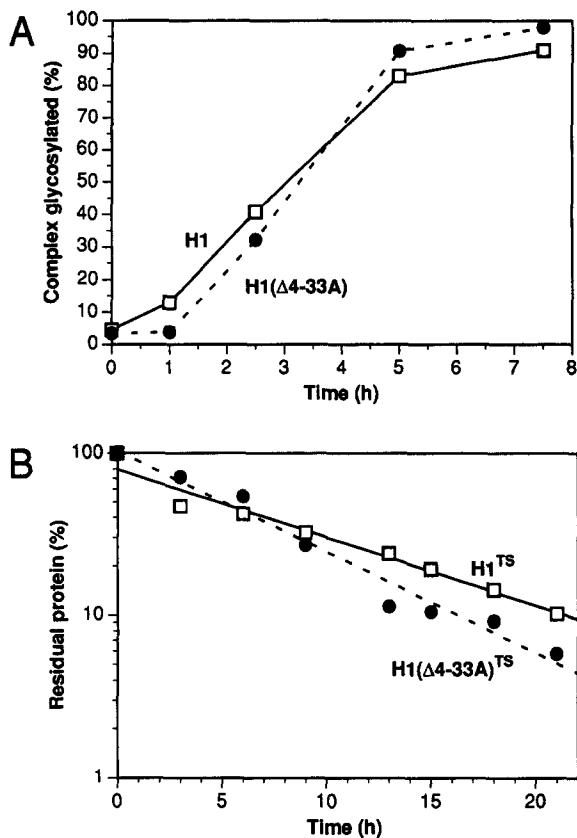 A
Complex glycosylated (%)
100
90
80
70
60
50
40
30
20
10
0
H1
H1(Δ4-33A)
0 1 2 3 4 5 6 7 8
Time (h)
B
Residual protein (%)
100
10
1
H1ᵀˢ
H1(Δ4-33A)ᵀˢ
0 5 10 15 20
Time (h)